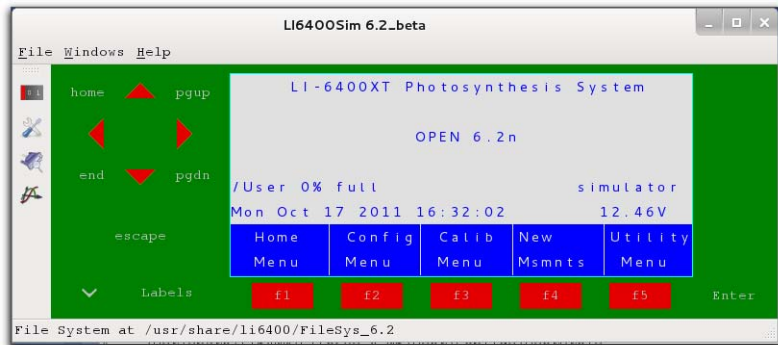 LI6400Sim 6.2_beta
File Windows Help
home pgup
end pgdn
escape
Labels
LI-6400XT Photosynthesis System
OPEN 6.2n
/User 0% full simulator
Mon Oct 17 2011 16:32:02 12.46V
Home Menu
Config Menu
Calib Menu
New Msmnts
Utility Menu
f1 f2 f3 f4 f5
Enter
File System at /usr/share/li6400/FileSys_6.2